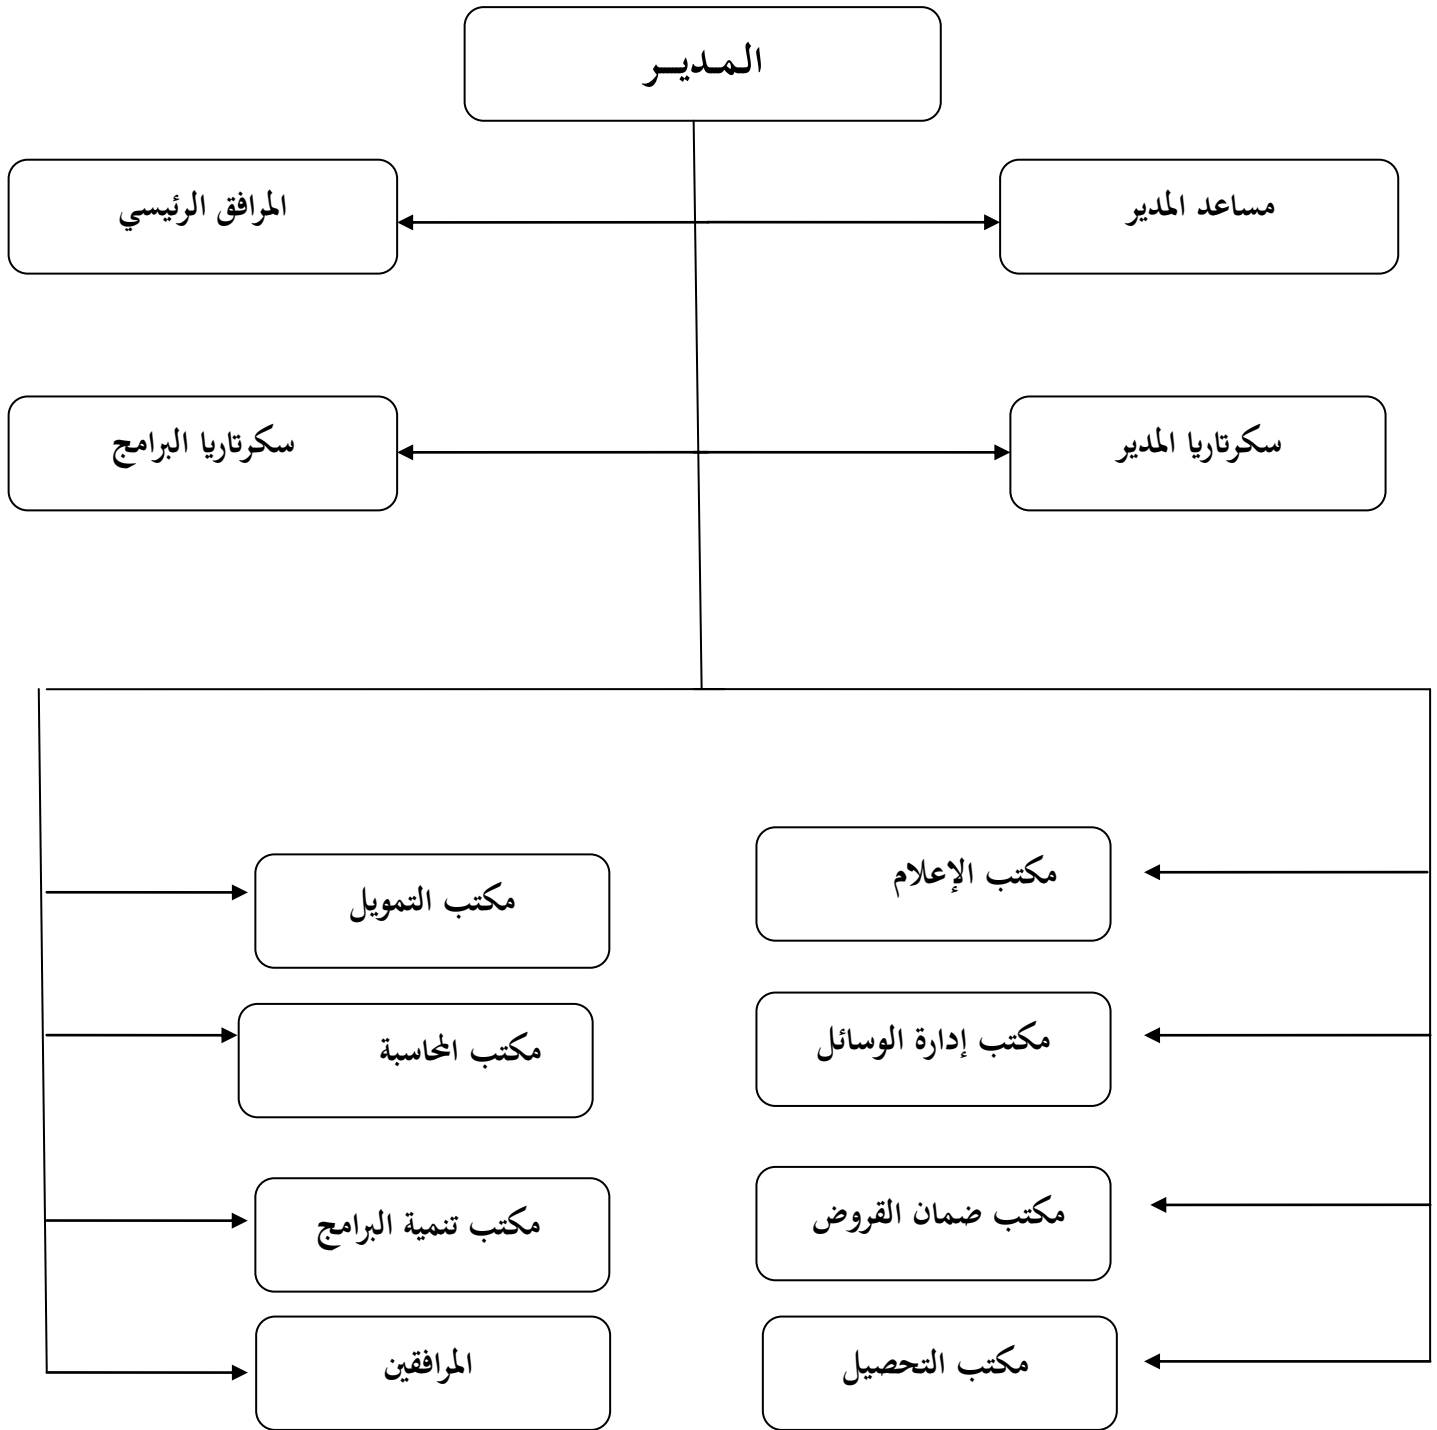 المديـر
مساعد المدير
المرافق الرئيسي
سكرتاريا المدير
سكرتاريا البرامج
مكتب الإعلام
مكتب التمويل
مكتب إدارة الوسائل
مكتب المحاسبة
مكتب ضمان القروض
مكتب تنمية البرامج
مكتب التحصيل
المرافقين